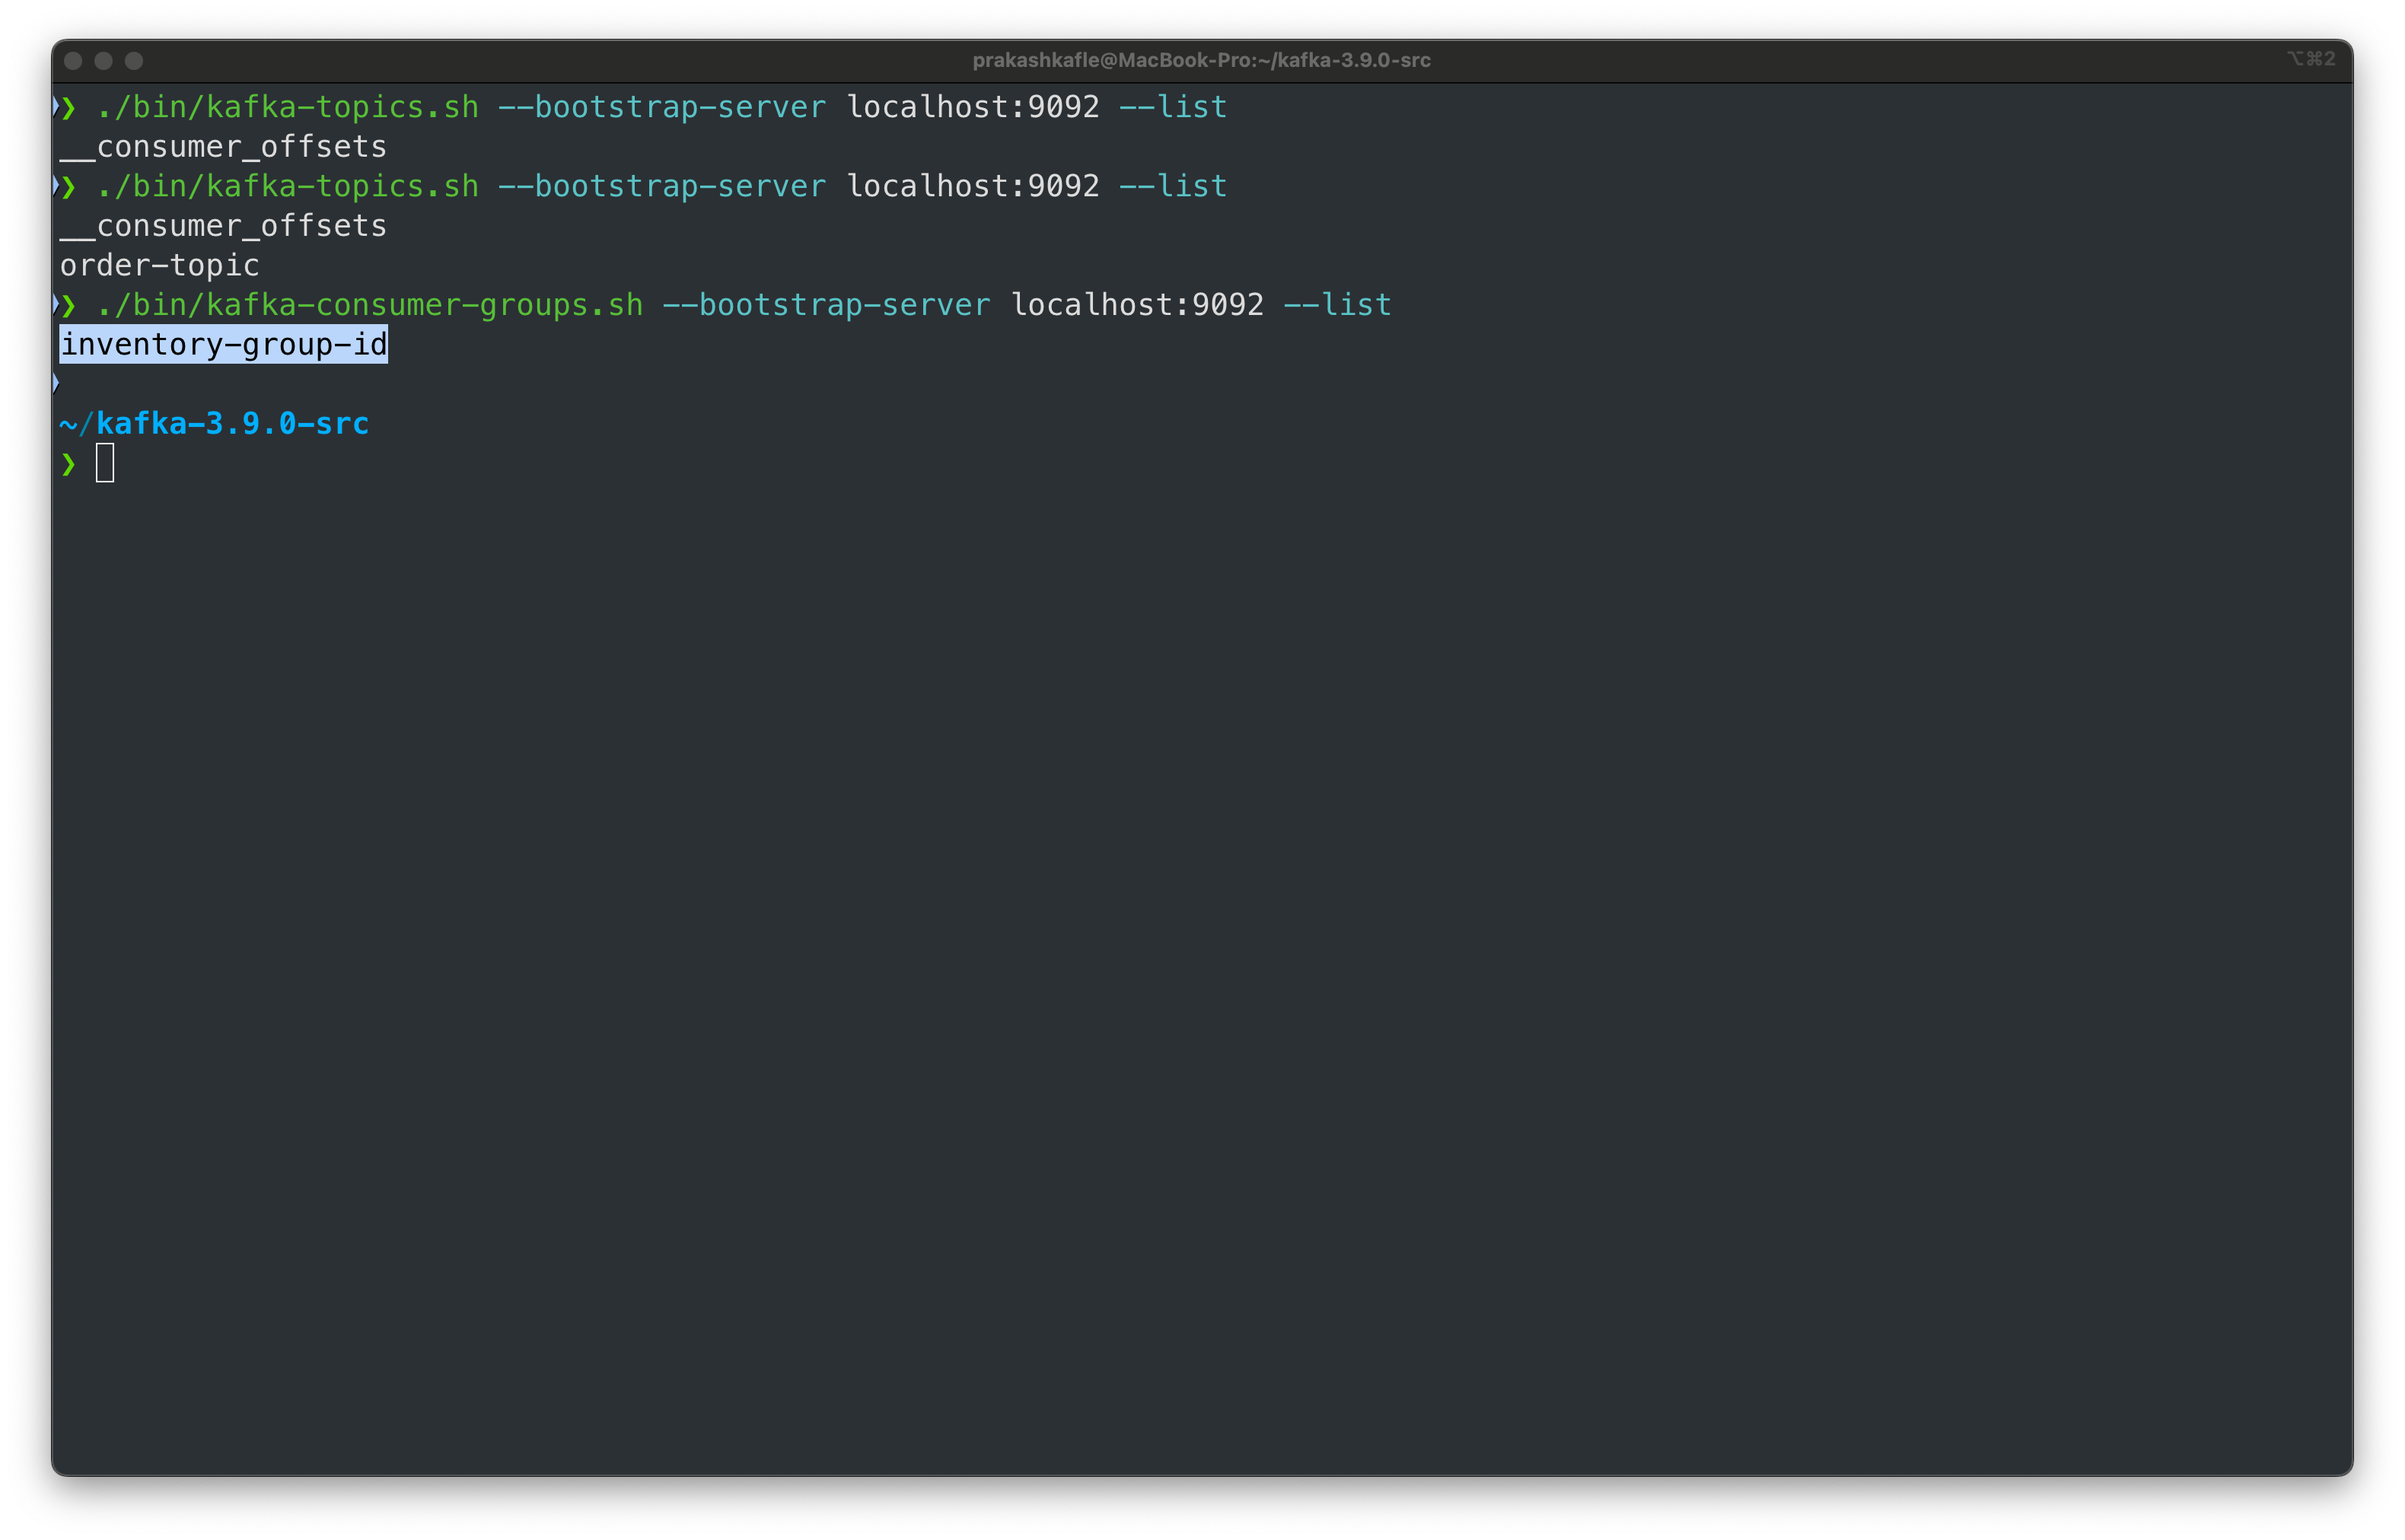 prakashkafle@MacBook-Pro:~/kafka-3.9.0-src
⌥⌘2
❯ ./bin/kafka-topics.sh --bootstrap-server localhost:9092 --list
__consumer_offsets
❯ ./bin/kafka-topics.sh --bootstrap-server localhost:9092 --list
__consumer_offsets
order-topic
❯ ./bin/kafka-consumer-groups.sh --bootstrap-server localhost:9092 --list
inventory-group-id
~/kafka-3.9.0-src
❯